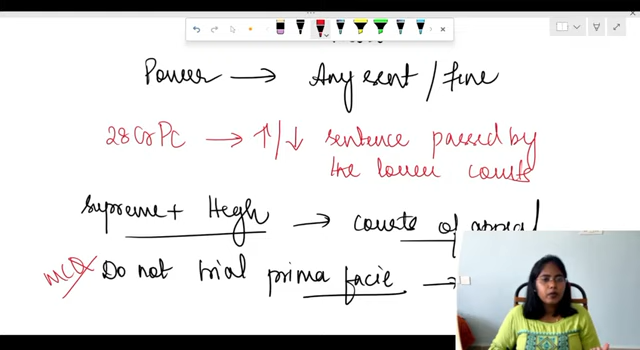 Power → Any sent / fine
28 CrPC → ↑/↓ sentence passed by
the lower courts
Supreme + High → courts of appeal
MCQ Do not trial prima facie →